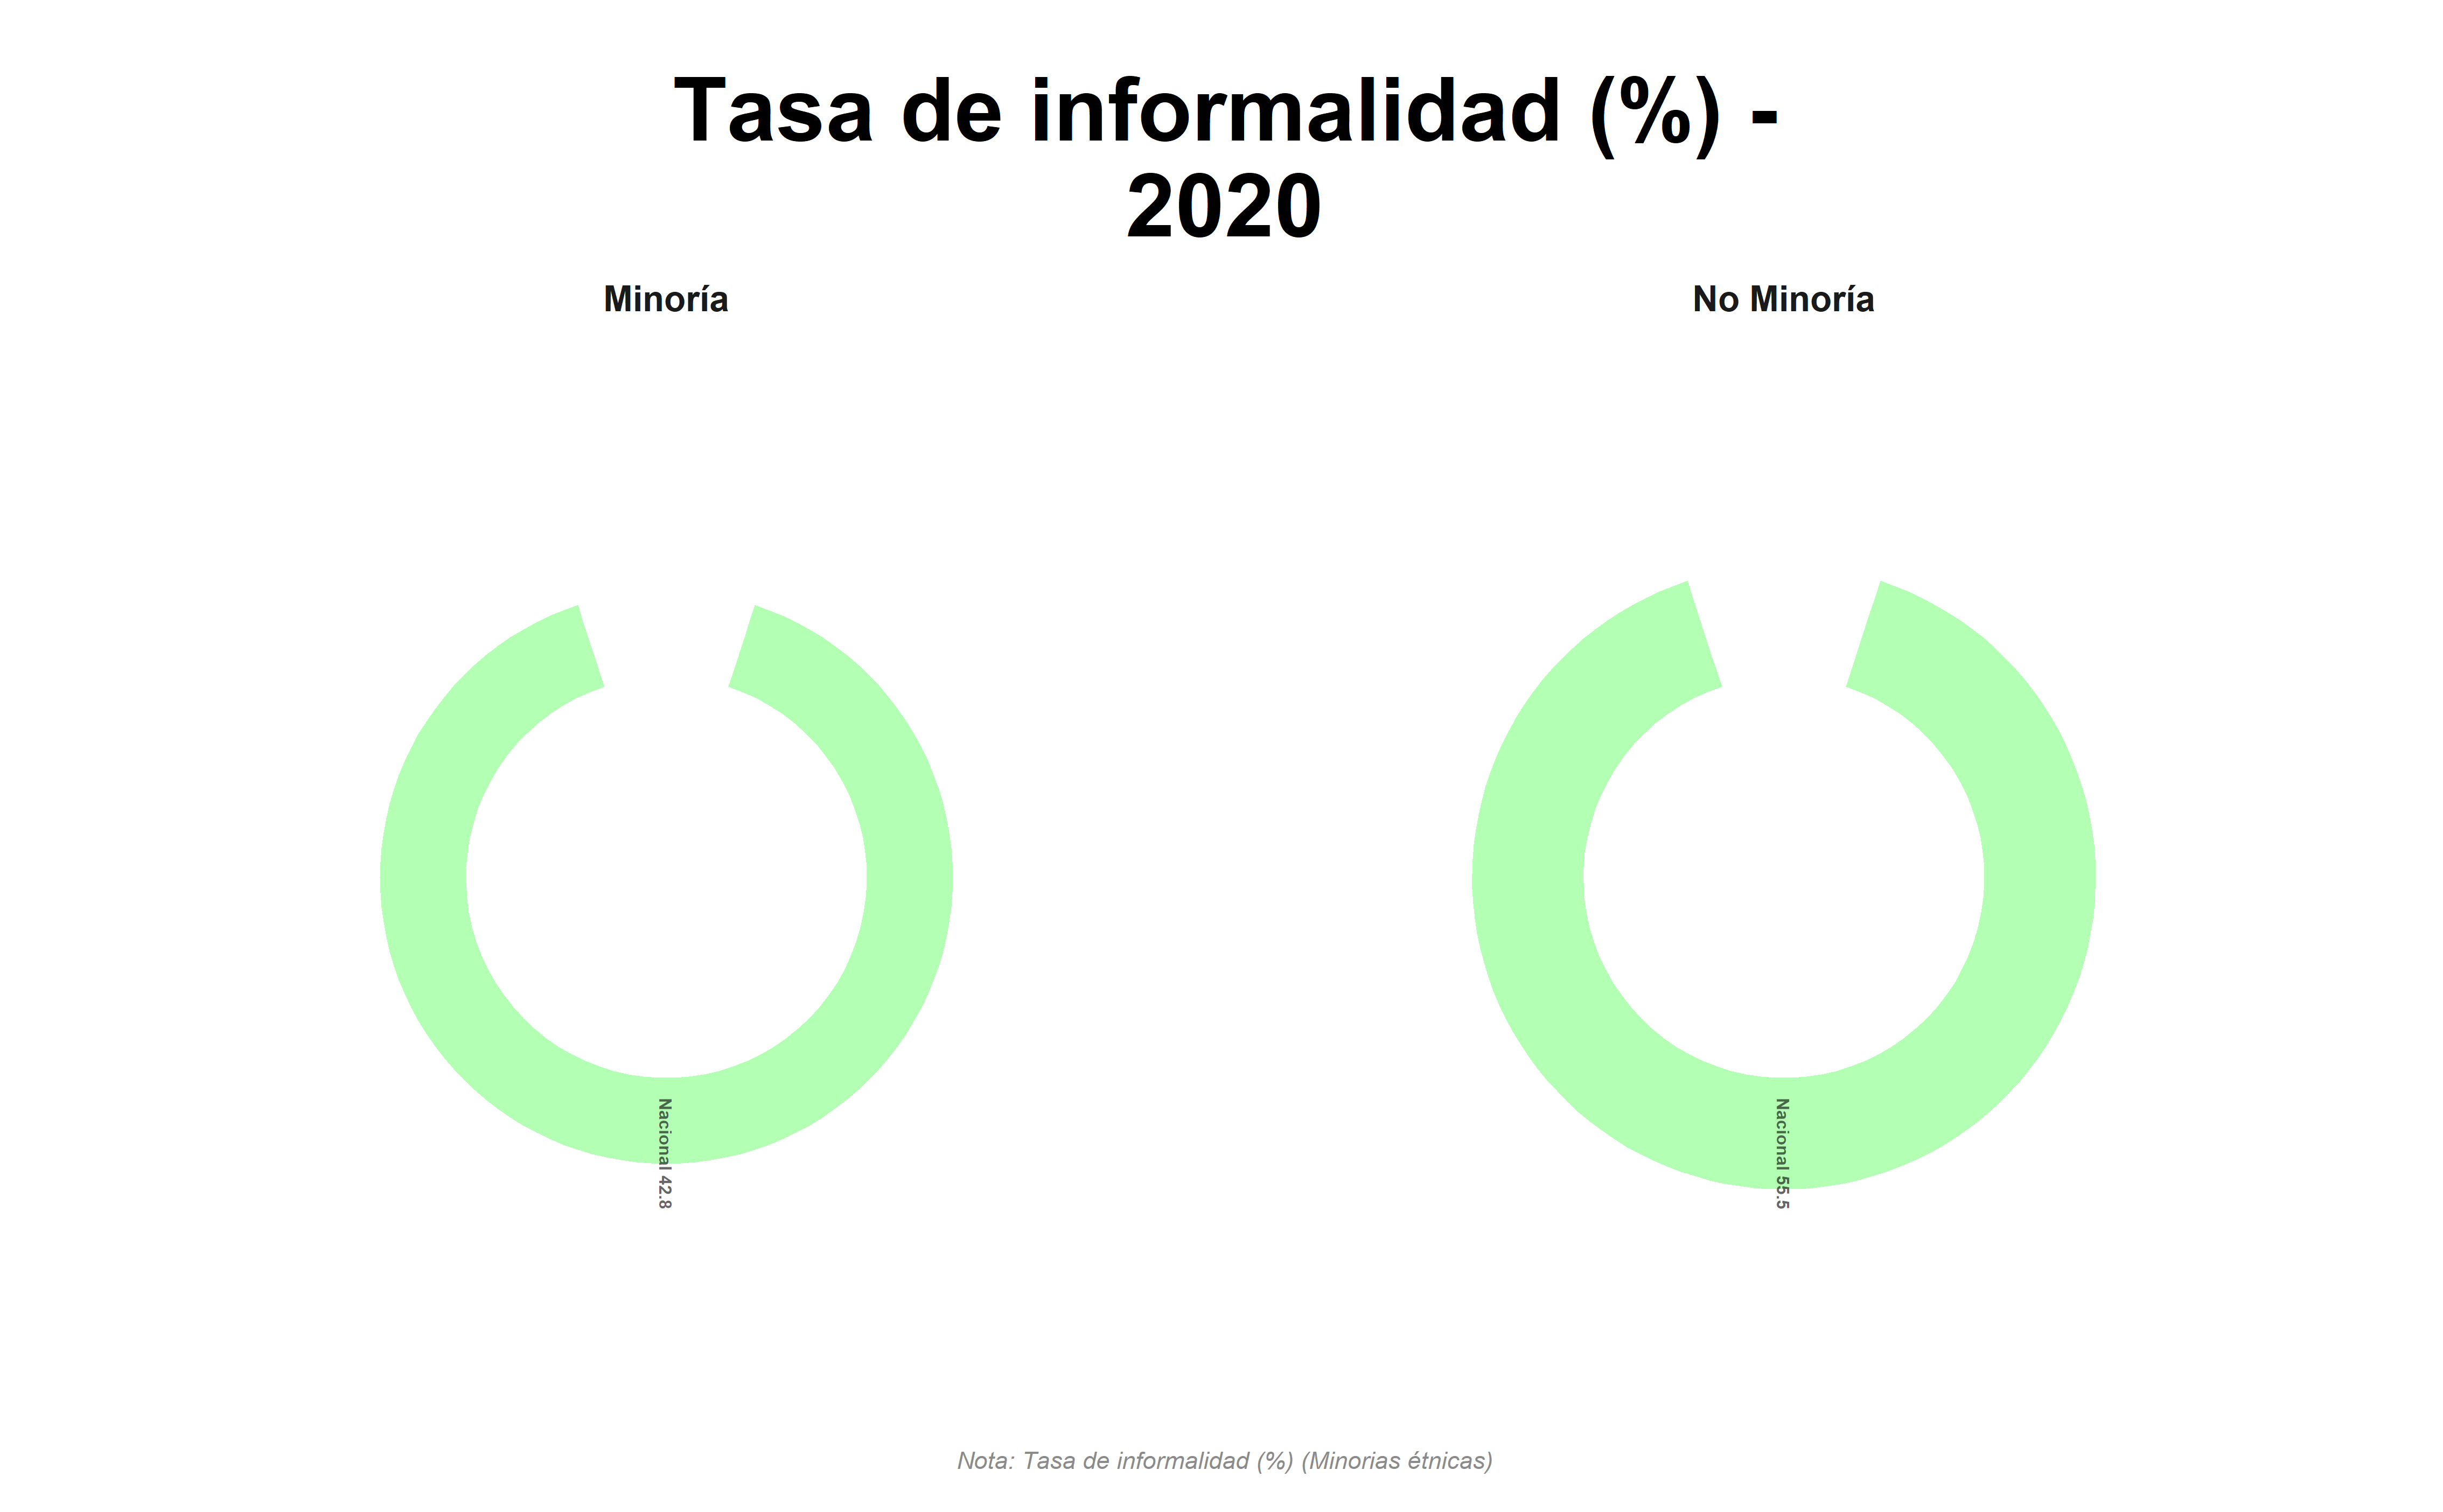 Tasa de informalidad (%) -
2020
Minoría
No Minoría
Nacional 42.8
Nacional 55.5
Nota: Tasa de informalidad (%) (Minorias étnicas)